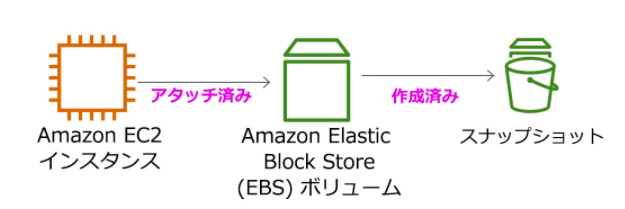 アタッチ済み
作成済み
Amazon EC2
インスタンス
Amazon Elastic
Block Store
(EBS) ボリューム
スナップショット